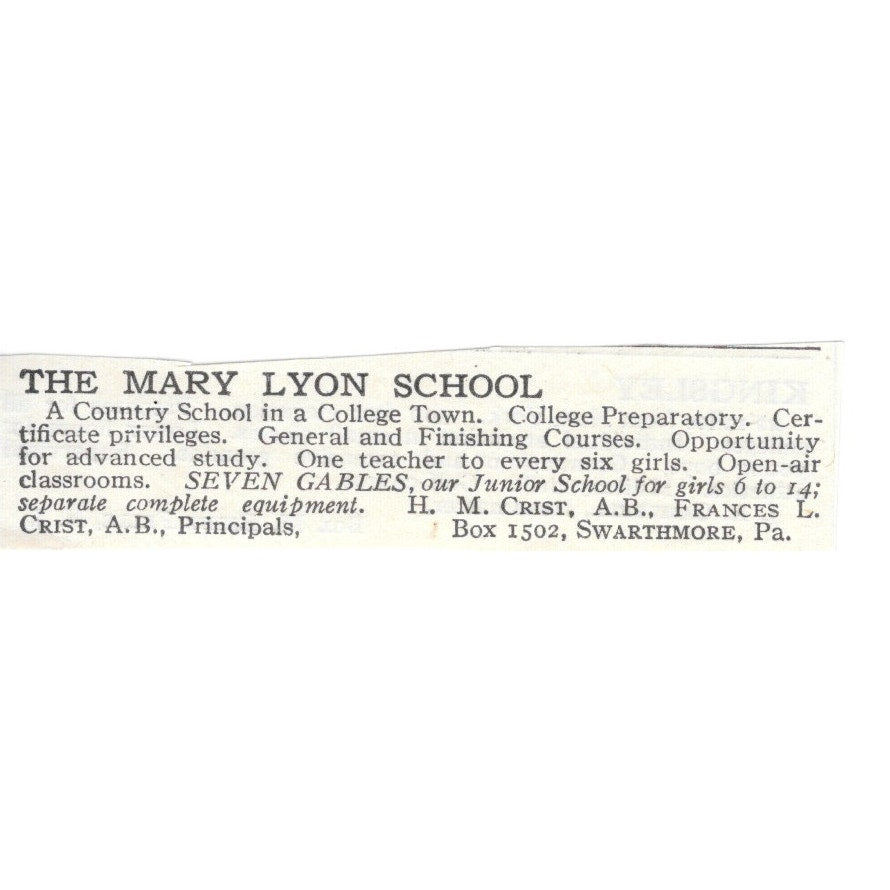 THE MARY LYON SCHOOL
A Country School in a College Town. College Preparatory. Cer-
tificate privileges. General and Finishing Courses. Opportunity
for advanced study. One teacher to every six girls. Open-air
classrooms. SEVEN GABLES, our Junior School for girls 6 to 14;
separate complete equipment. H. M. CRIST, A.B., FRANCES L.
CRIST, A.B., Principals, Box 1502, SWARTHMORE, Pa.
KINGSLEY